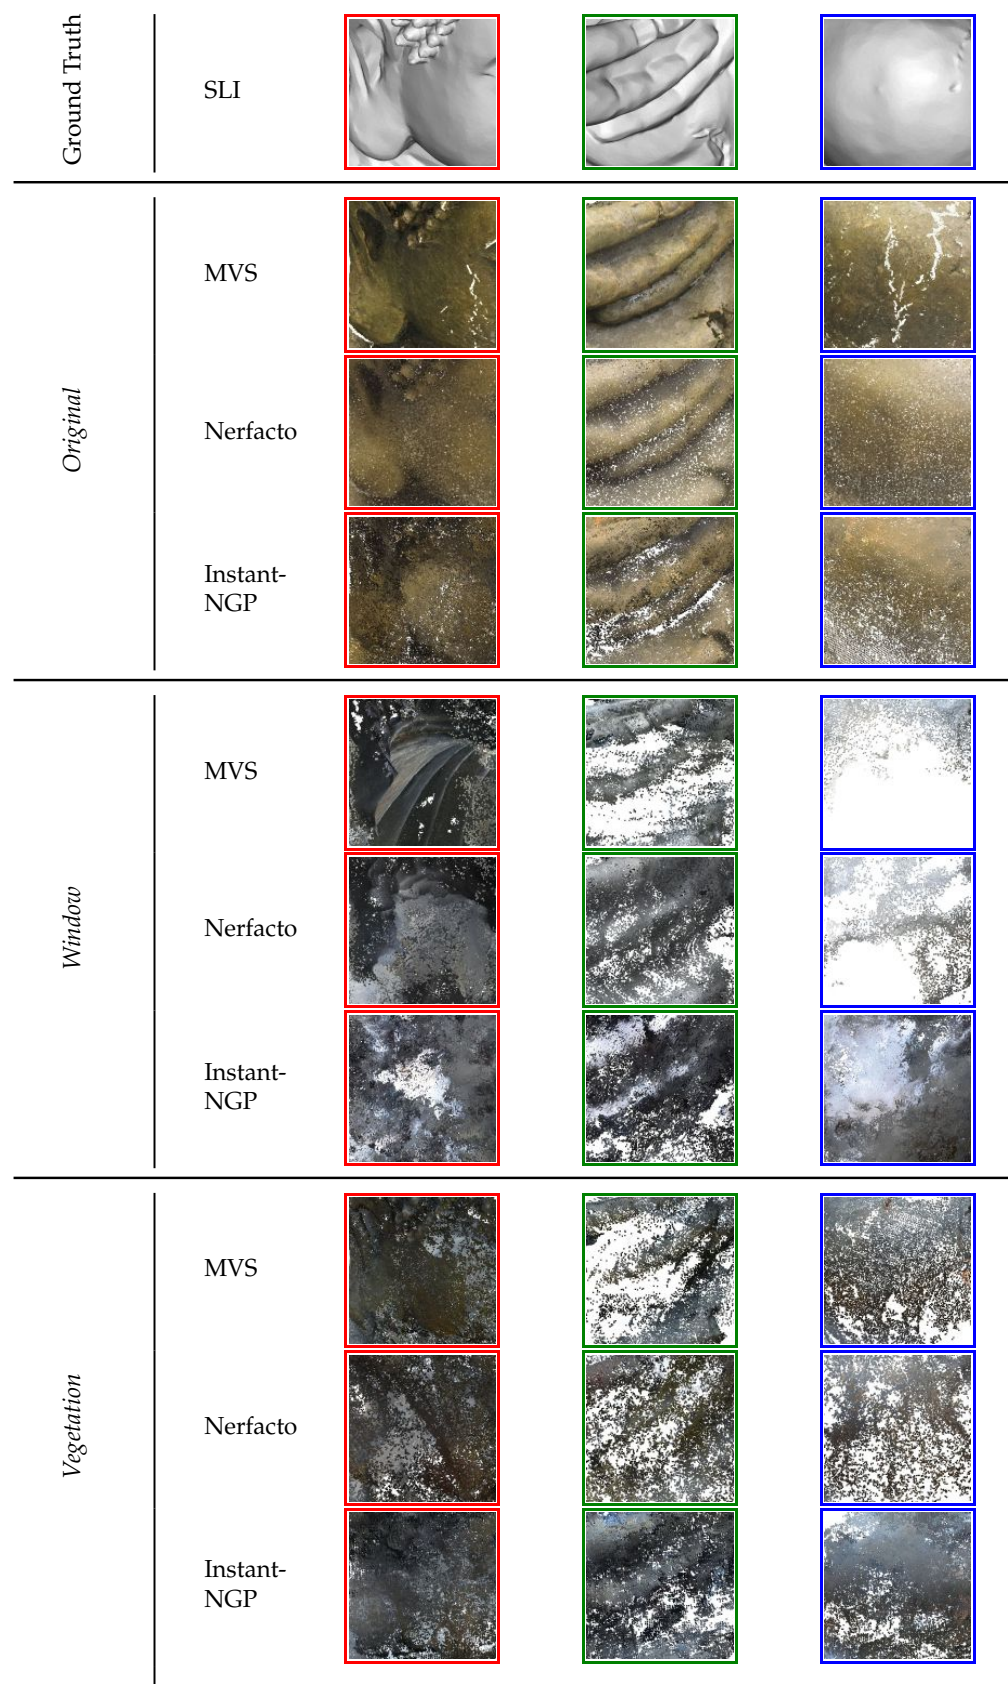 Ground Truth
SLI
Original
MVS
Nerfacto
Instant-
NGP
Window
MVS
Nerfacto
Instant-
NGP
Vegetation
MVS
Nerfacto
Instant-
NGP